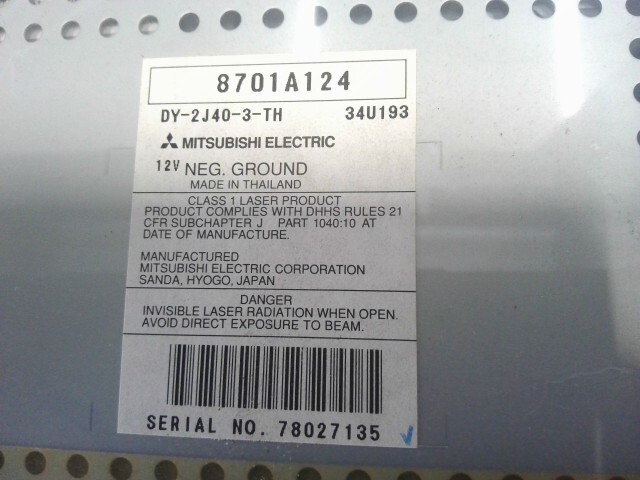 8701A124
DY-2J40-3-TH 34U193
MITSUBISHI ELECTRIC
12V NEG. GROUND
MADE IN THAILAND
CLASS 1 LASER PRODUCT
PRODUCT COMPLIES WITH DHHS RULES 21
CFR SUBCHAPTER J PART 1040:10 AT
DATE OF MANUFACTURE.
MANUFACTURED
MITSUBISHI ELECTRIC CORPORATION
SANDA, HYOGO, JAPAN
DANGER
INVISIBLE LASER RADIATION WHEN OPEN.
AVOID DIRECT EXPOSURE TO BEAM.
SERIAL NO. 78027135